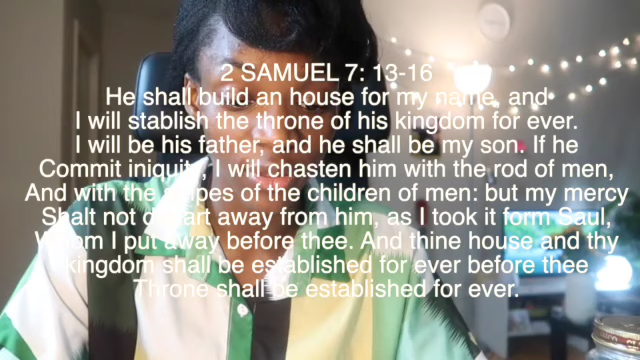 2 SAMUEL 7: 13-16
He shall build an house for my name, and
I will stablish the throne of his kingdom for ever.
I will be his father, and he shall be my son. If he
Commit iniquity, I will chasten him with the rod of men,
And with the stripes of the children of men: but my mercy
Shalt not depart away from him, as I took it form Saul,
Whom I put away before thee. And thine house and thy
kingdom shall be established for ever before thee
Throne shall be established for ever.